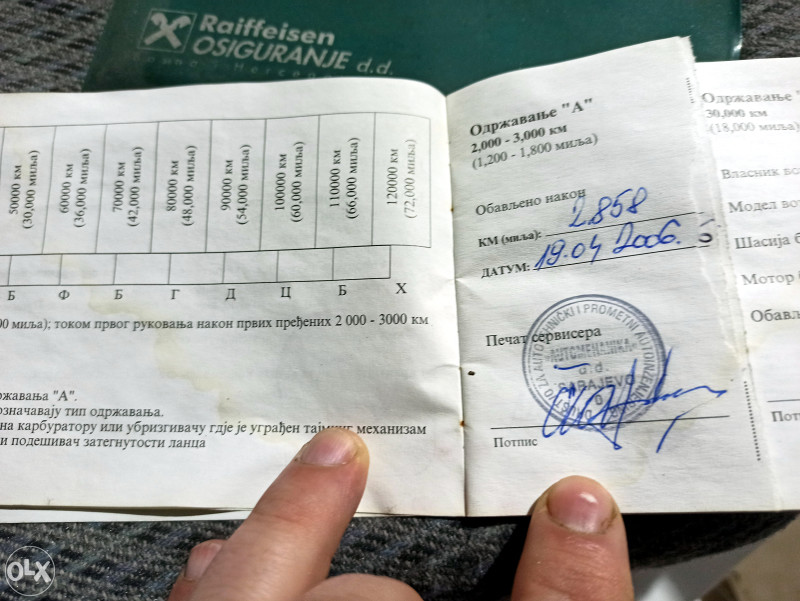 Raiffeisen
OSIGURANJE d.d.
50000 км
(30,000 миља)
60000 км
(36,000 миља)
70000 км
(42,000 миља)
80000 км
(48,000 миља)
90000 км
(54,000 миља)
100000 км
(60,000 миља)
110000 км
(66,000 миља)
120000 км
(72,000 миља)
Б Ф Б Г Д Ц Б Х
миља); током првог руковања након првих пређених 2 000 - 3000 км
"А".
означавају тип одржавања.
на карбуратору или убризгивачу гдје је уграђен механизам
и подешивач затегнутости ланца
Одржавање "А"
2,000 - 3,000 км
(1,200 - 1,800 миља)
Обављено након
КМ (миља): 2.858
ДАТУМ: 19.04 2006.
Печат сервисера
TEHNIČKI I PROMETNI
"AUTOMEHANIKA"
d.d.
SARAJEVO
Потпис
Одржавање
30,000 км
(18,000 миља)
Власник
Модел
Шасија
Мотор
OLX